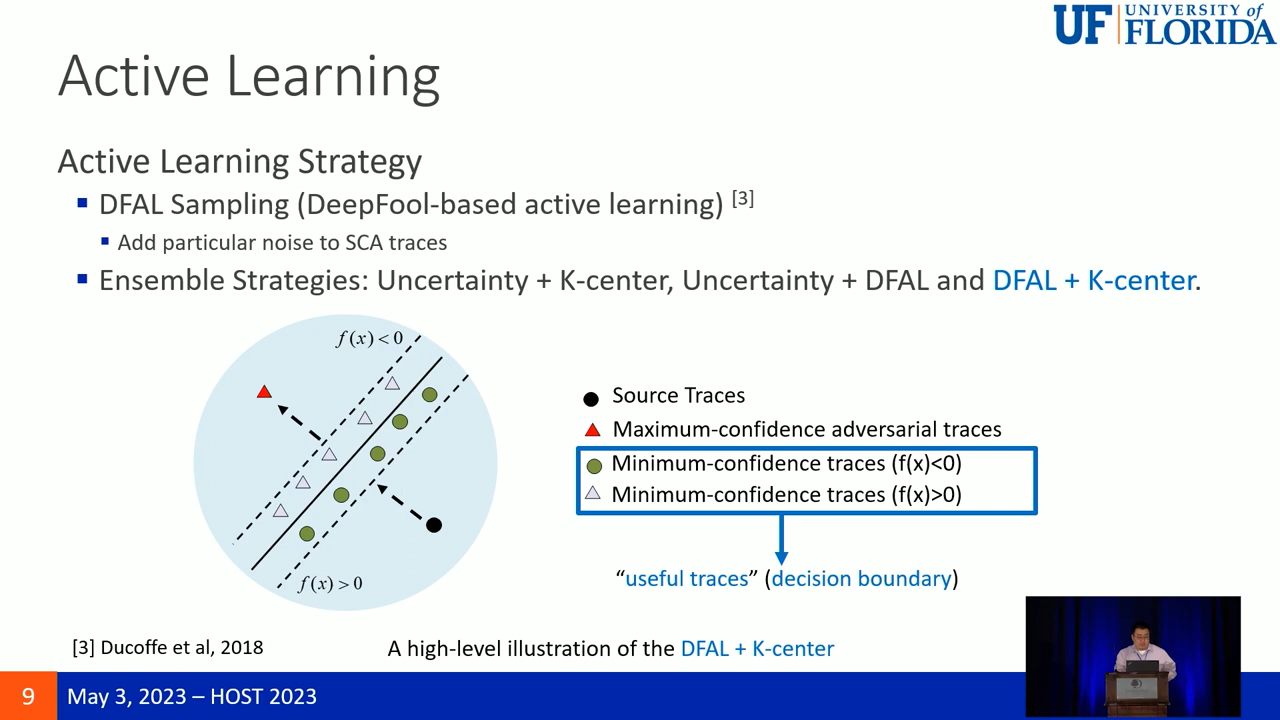 UF UNIVERSITY of FLORIDA
Active Learning
Active Learning Strategy
DFAL Sampling (DeepFool-based active learning) [3]
Add particular noise to SCA traces
Ensemble Strategies: Uncertainty + K-center, Uncertainty + DFAL and DFAL + K-center.
f(x)<0
f(x)>0
Source Traces
Maximum-confidence adversarial traces
Minimum-confidence traces (f(x)<0)
Minimum-confidence traces (f(x)>0)
“useful traces” (decision boundary)
[3] Ducoffe et al, 2018
A high-level illustration of the DFAL + K-center
9
May 3, 2023 – HOST 2023